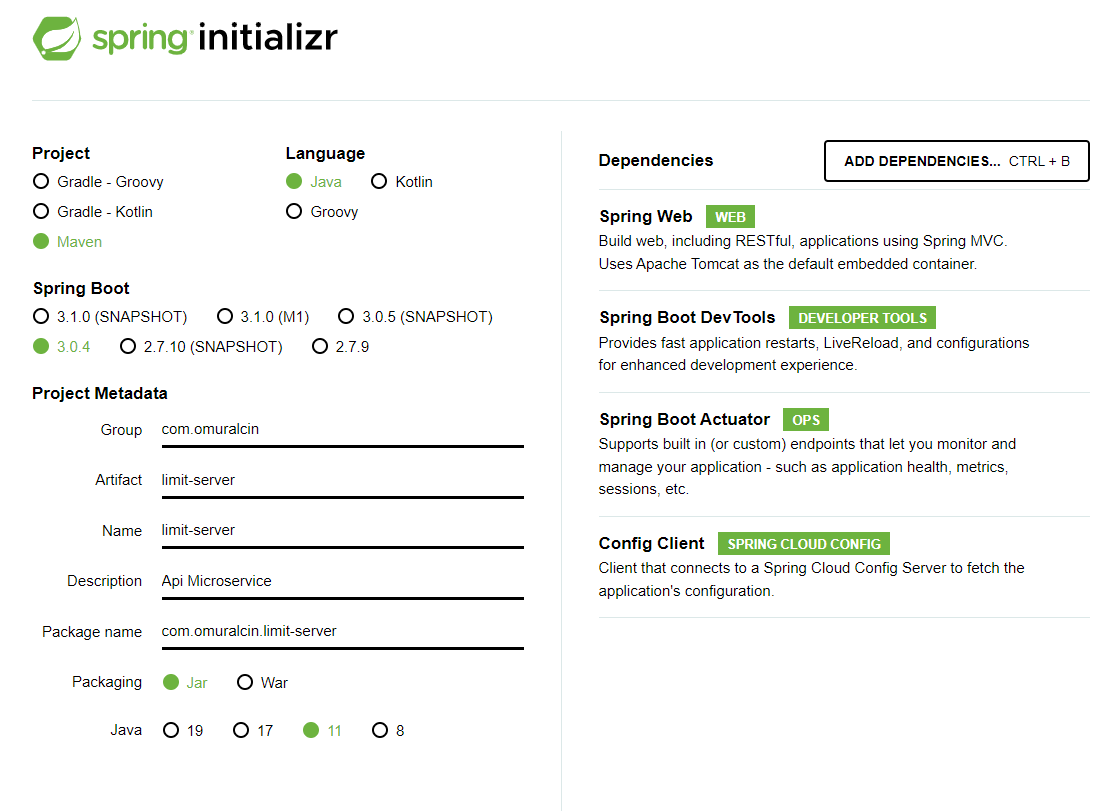 spring initializr
Project
Gradle - Groovy
Gradle - Kotlin
Maven
Language
Java Kotlin
Groovy
Spring Boot
3.1.0 (SNAPSHOT) 3.1.0 (M1) 3.0.5 (SNAPSHOT)
3.0.4 2.7.10 (SNAPSHOT) 2.7.9
Project Metadata
Group com.omuralcin
Artifact limit-server
Name limit-server
Description Api Microservice
Package name com.omuralcin.limit-server
Packaging Jar War
Java 19 17 11 8
Dependencies ADD DEPENDENCIES... CTRL + B
Spring Web WEB
Build web, including RESTful, applications using Spring MVC.
Uses Apache Tomcat as the default embedded container.
Spring Boot DevTools DEVELOPER TOOLS
Provides fast application restarts, LiveReload, and configurations
for enhanced development experience.
Spring Boot Actuator OPS
Supports built in (or custom) endpoints that let you monitor and
manage your application - such as application health, metrics,
sessions, etc.
Config Client SPRING CLOUD CONFIG
Client that connects to a Spring Cloud Config Server to fetch the
application's configuration.